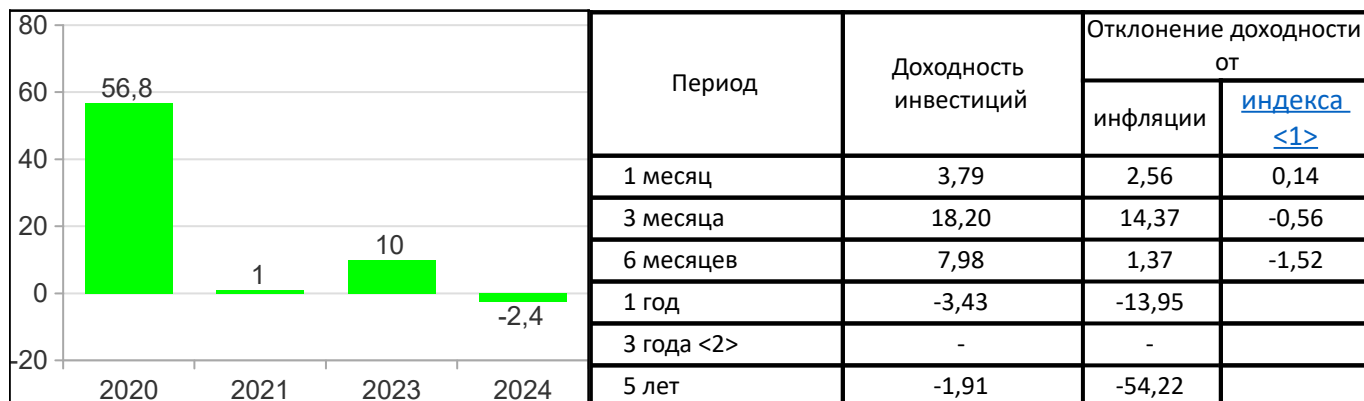 80
60
40
20
0
-20
56,8
1
10
-2,4
2020 2021 2023 2024
Период
Доходность
инвестиций
Отклонение доходности
от
инфляции
индекса
<1>
1 месяц 3,79 2,56 0,14
3 месяца 18,20 14,37 -0,56
6 месяцев 7,98 1,37 -1,52
1 год -3,43 -13,95
3 года <2> - -
5 лет -1,91 -54,22